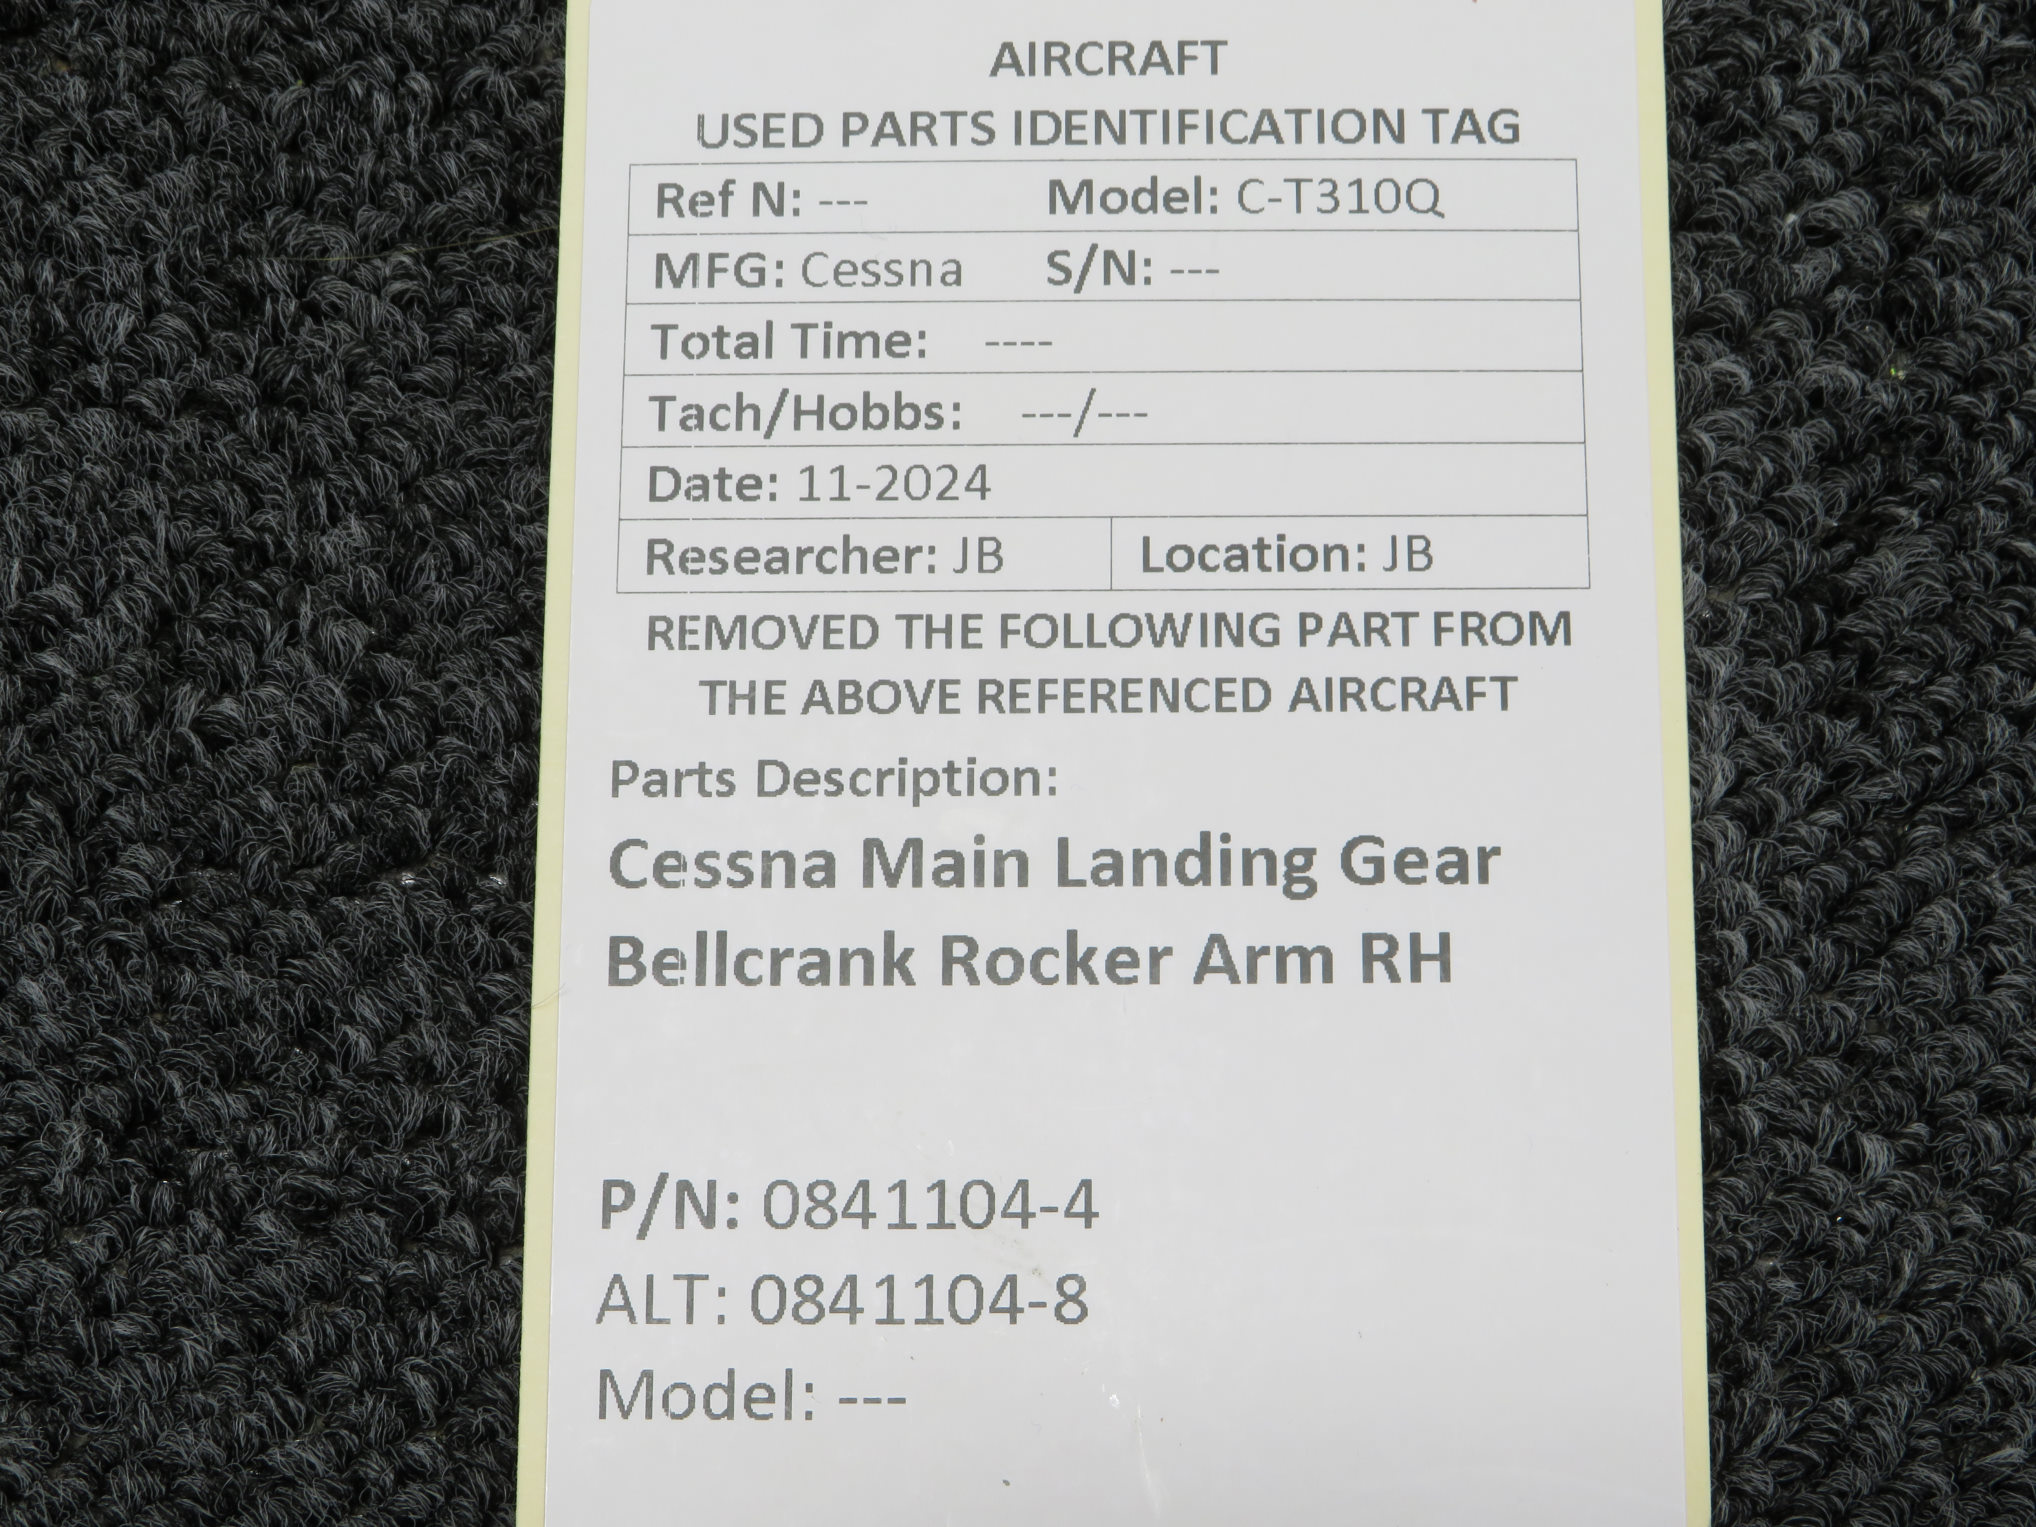 AIRCRAFT
USED PARTS IDENTIFICATION TAG
Ref N: --- Model: C-T310Q
MFG: Cessna S/N: ---
Total Time: ----
Tach/Hobbs: ---/---
Date: 11-2024
Researcher: JB Location: JB
REMOVED THE FOLLOWING PART FROM
THE ABOVE REFERENCED AIRCRAFT
Parts Description:
Cessna Main Landing Gear
Bellcrank Rocker Arm RH
P/N: 0841104-4
ALT: 0841104-8
Model: ---